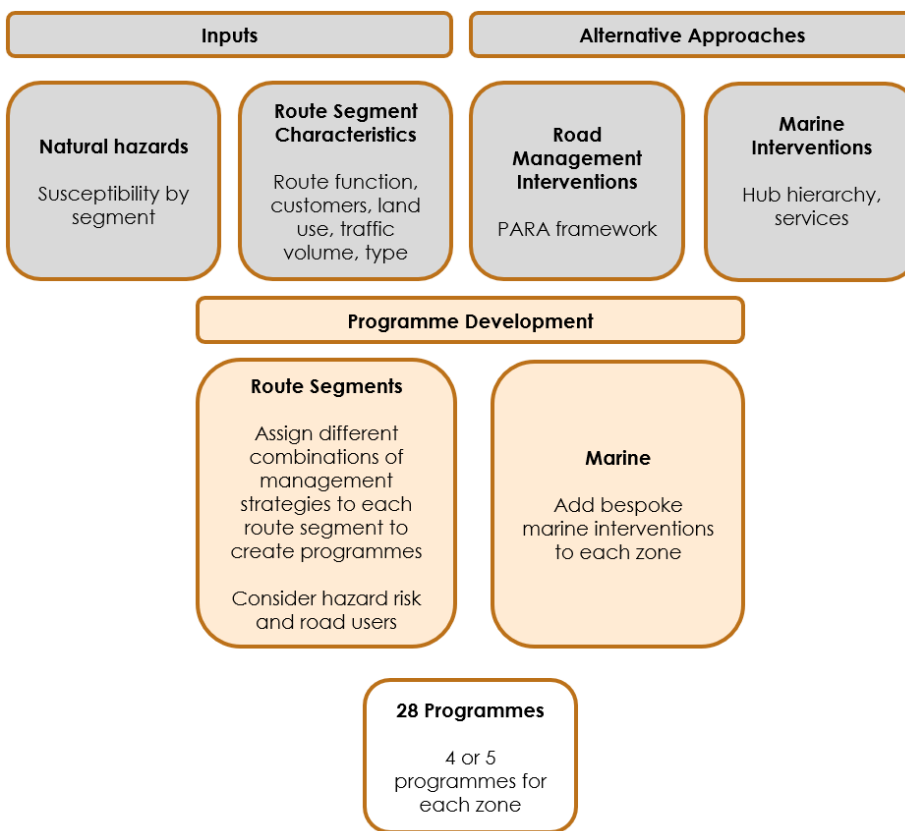 Inputs
Alternative Approaches
Natural hazards
Susceptibility by
segment
Route Segment
Characteristics
Route function,
customers, land
use, traffic
volume, type
Road
Management
Interventions
PARA framework
Marine
Interventions
Hub hierarchy,
services
Programme Development
Route Segments
Assign different
combinations of
management
strategies to each
route segment to
create programmes
Consider hazard risk
and road users
Marine
Add bespoke
marine interventions
to each zone
28 Programmes
4 or 5
programmes for
each zone